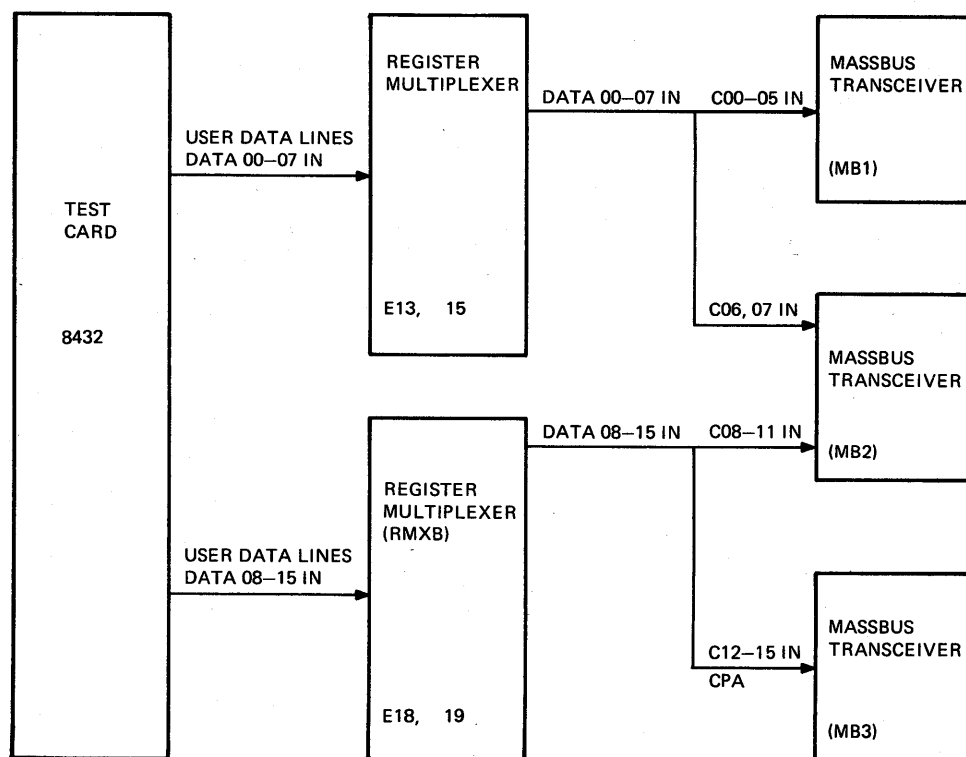 TEST
CARD
8432
USER DATA LINES
DATA 00–07 IN
USER DATA LINES
DATA 08–15 IN
REGISTER
MULTIPLEXER
E13, 15
REGISTER
MULTIPLEXER
(RMXB)
E18, 19
DATA 00–07 IN
C00–05 IN
C06, 07 IN
DATA 08–15 IN
C08–11 IN
C12–15 IN
CPA
MASSBUS
TRANSCEIVER
(MB1)
MASSBUS
TRANSCEIVER
(MB2)
MASSBUS
TRANSCEIVER
(MB3)